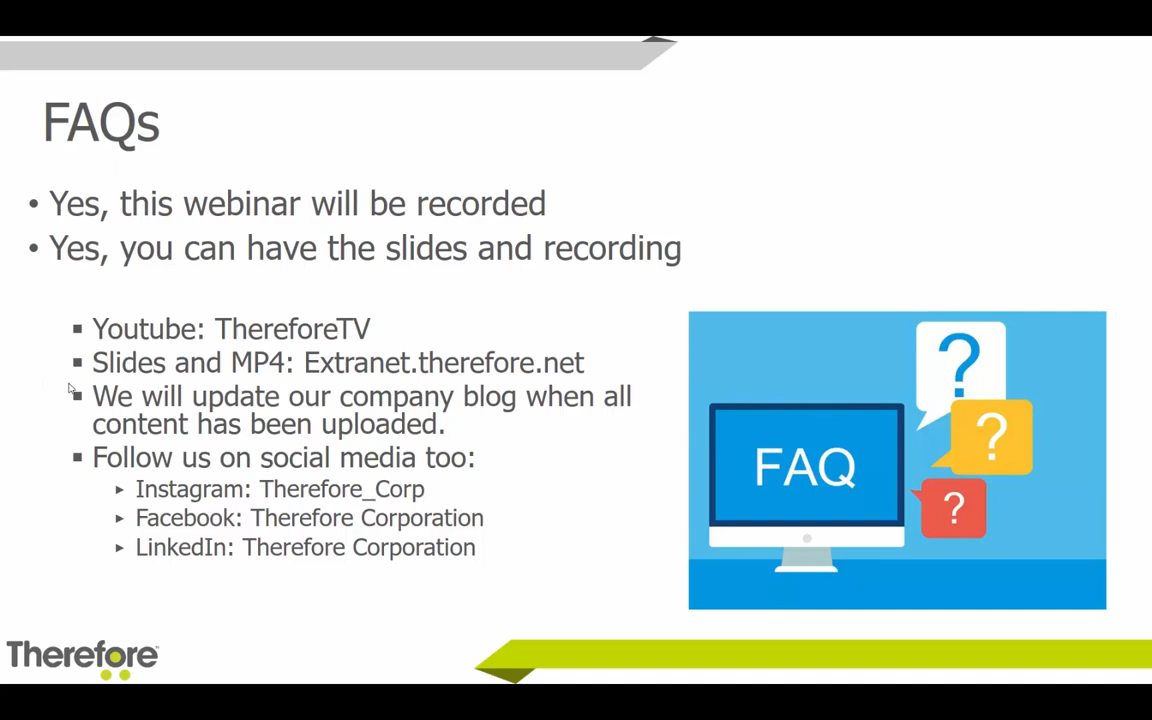 FAQs
• Yes, this webinar will be recorded
• Yes, you can have the slides and recording
▪ Youtube: ThereforeTV
▪ Slides and MP4: Extranet.therefore.net
▪ We will update our company blog when all
content has been uploaded.
▪ Follow us on social media too:
▸ Instagram: Therefore_Corp
▸ Facebook: Therefore Corporation
▸ LinkedIn: Therefore Corporation
?
?
FAQ
?
Therefore™